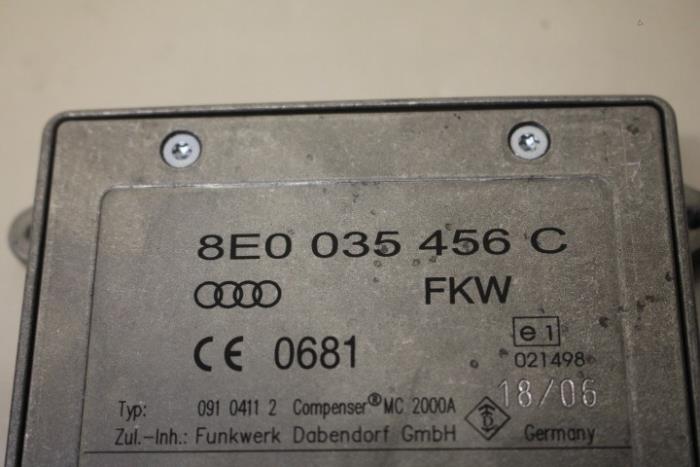 8E0 035 456 C
FKW
e1
CE 0681
021498
18/06
Typ: 091 0411 2 Compenser® MC 2000A
Zul.-Inh.: Funkwerk Dabendorf GmbH Germany